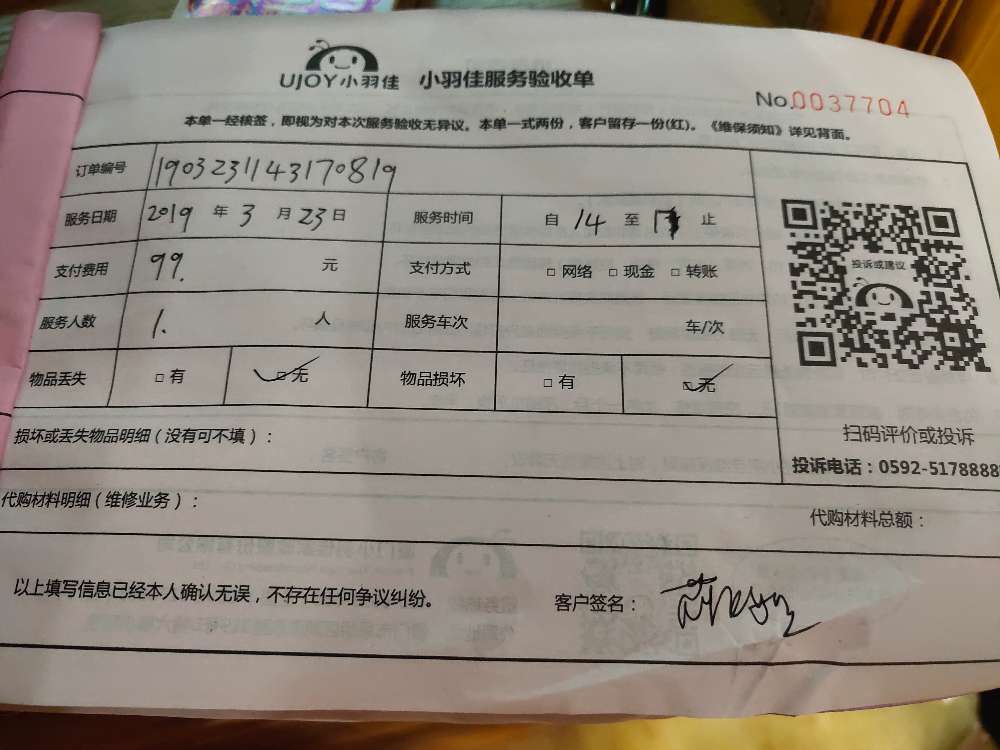 UJOY小羽佳 小羽佳服务验收单
No.0037704
本单一经核签，即视为对本次服务验收无异议。本单一式两份，客户留存一份(红)。《维保须知》详见背面。
订单编号 1903231143170819
服务日期 2019 年 3 月 23 日 服务时间 自 14 至 止
支付费用 99. 元 支付方式 □ 网络 □ 现金 □ 转账
服务人数 1. 人 服务车次 车/次
物品丢失 □ 有 ☑ 无 物品损坏 □ 有 ☑ 无
投诉或建议
扫码评价或投诉
投诉电话：0592-5178888
损坏或丢失物品明细（没有可不填）：
代购材料明细（维修业务）：
代购材料总额：
以上填写信息已经本人确认无误，不存在任何争议纠纷。 客户签名：